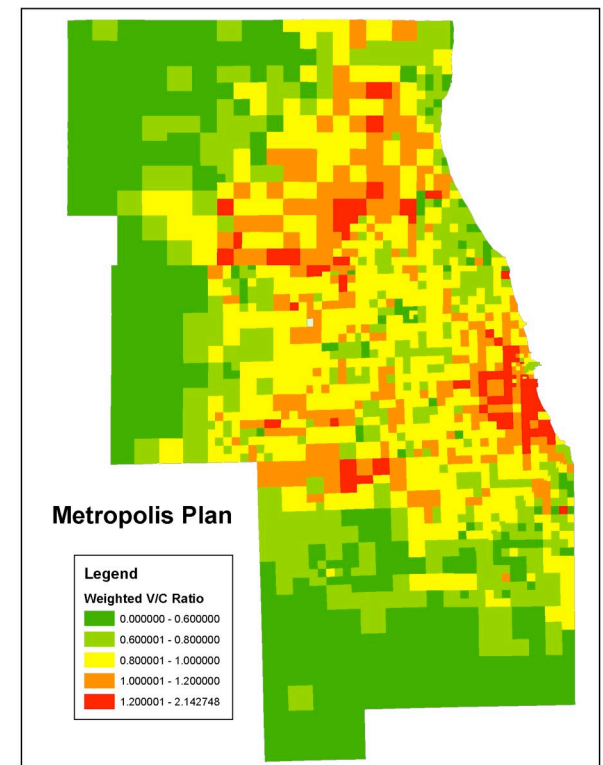 Metropolis Plan
Legend
Weighted V/C Ratio
0.000000 - 0.600000
0.600001 - 0.800000
0.800001 - 1.000000
1.000001 - 1.200000
1.200001 - 2.142748